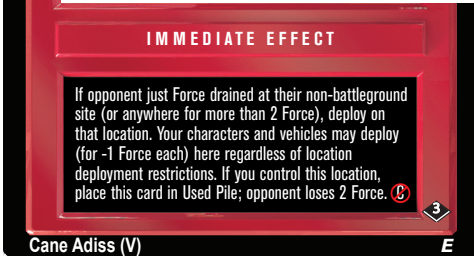 IMMEDIATE EFFECT
If opponent just Force drained at their non-battleground
site (or anywhere for more than 2 Force), deploy on
that location. Your characters and vehicles may deploy
(for -1 Force each) here regardless of location
deployment restrictions. If you control this location,
place this card in Used Pile; opponent loses 2 Force. C
3
Cane Adiss (V) E